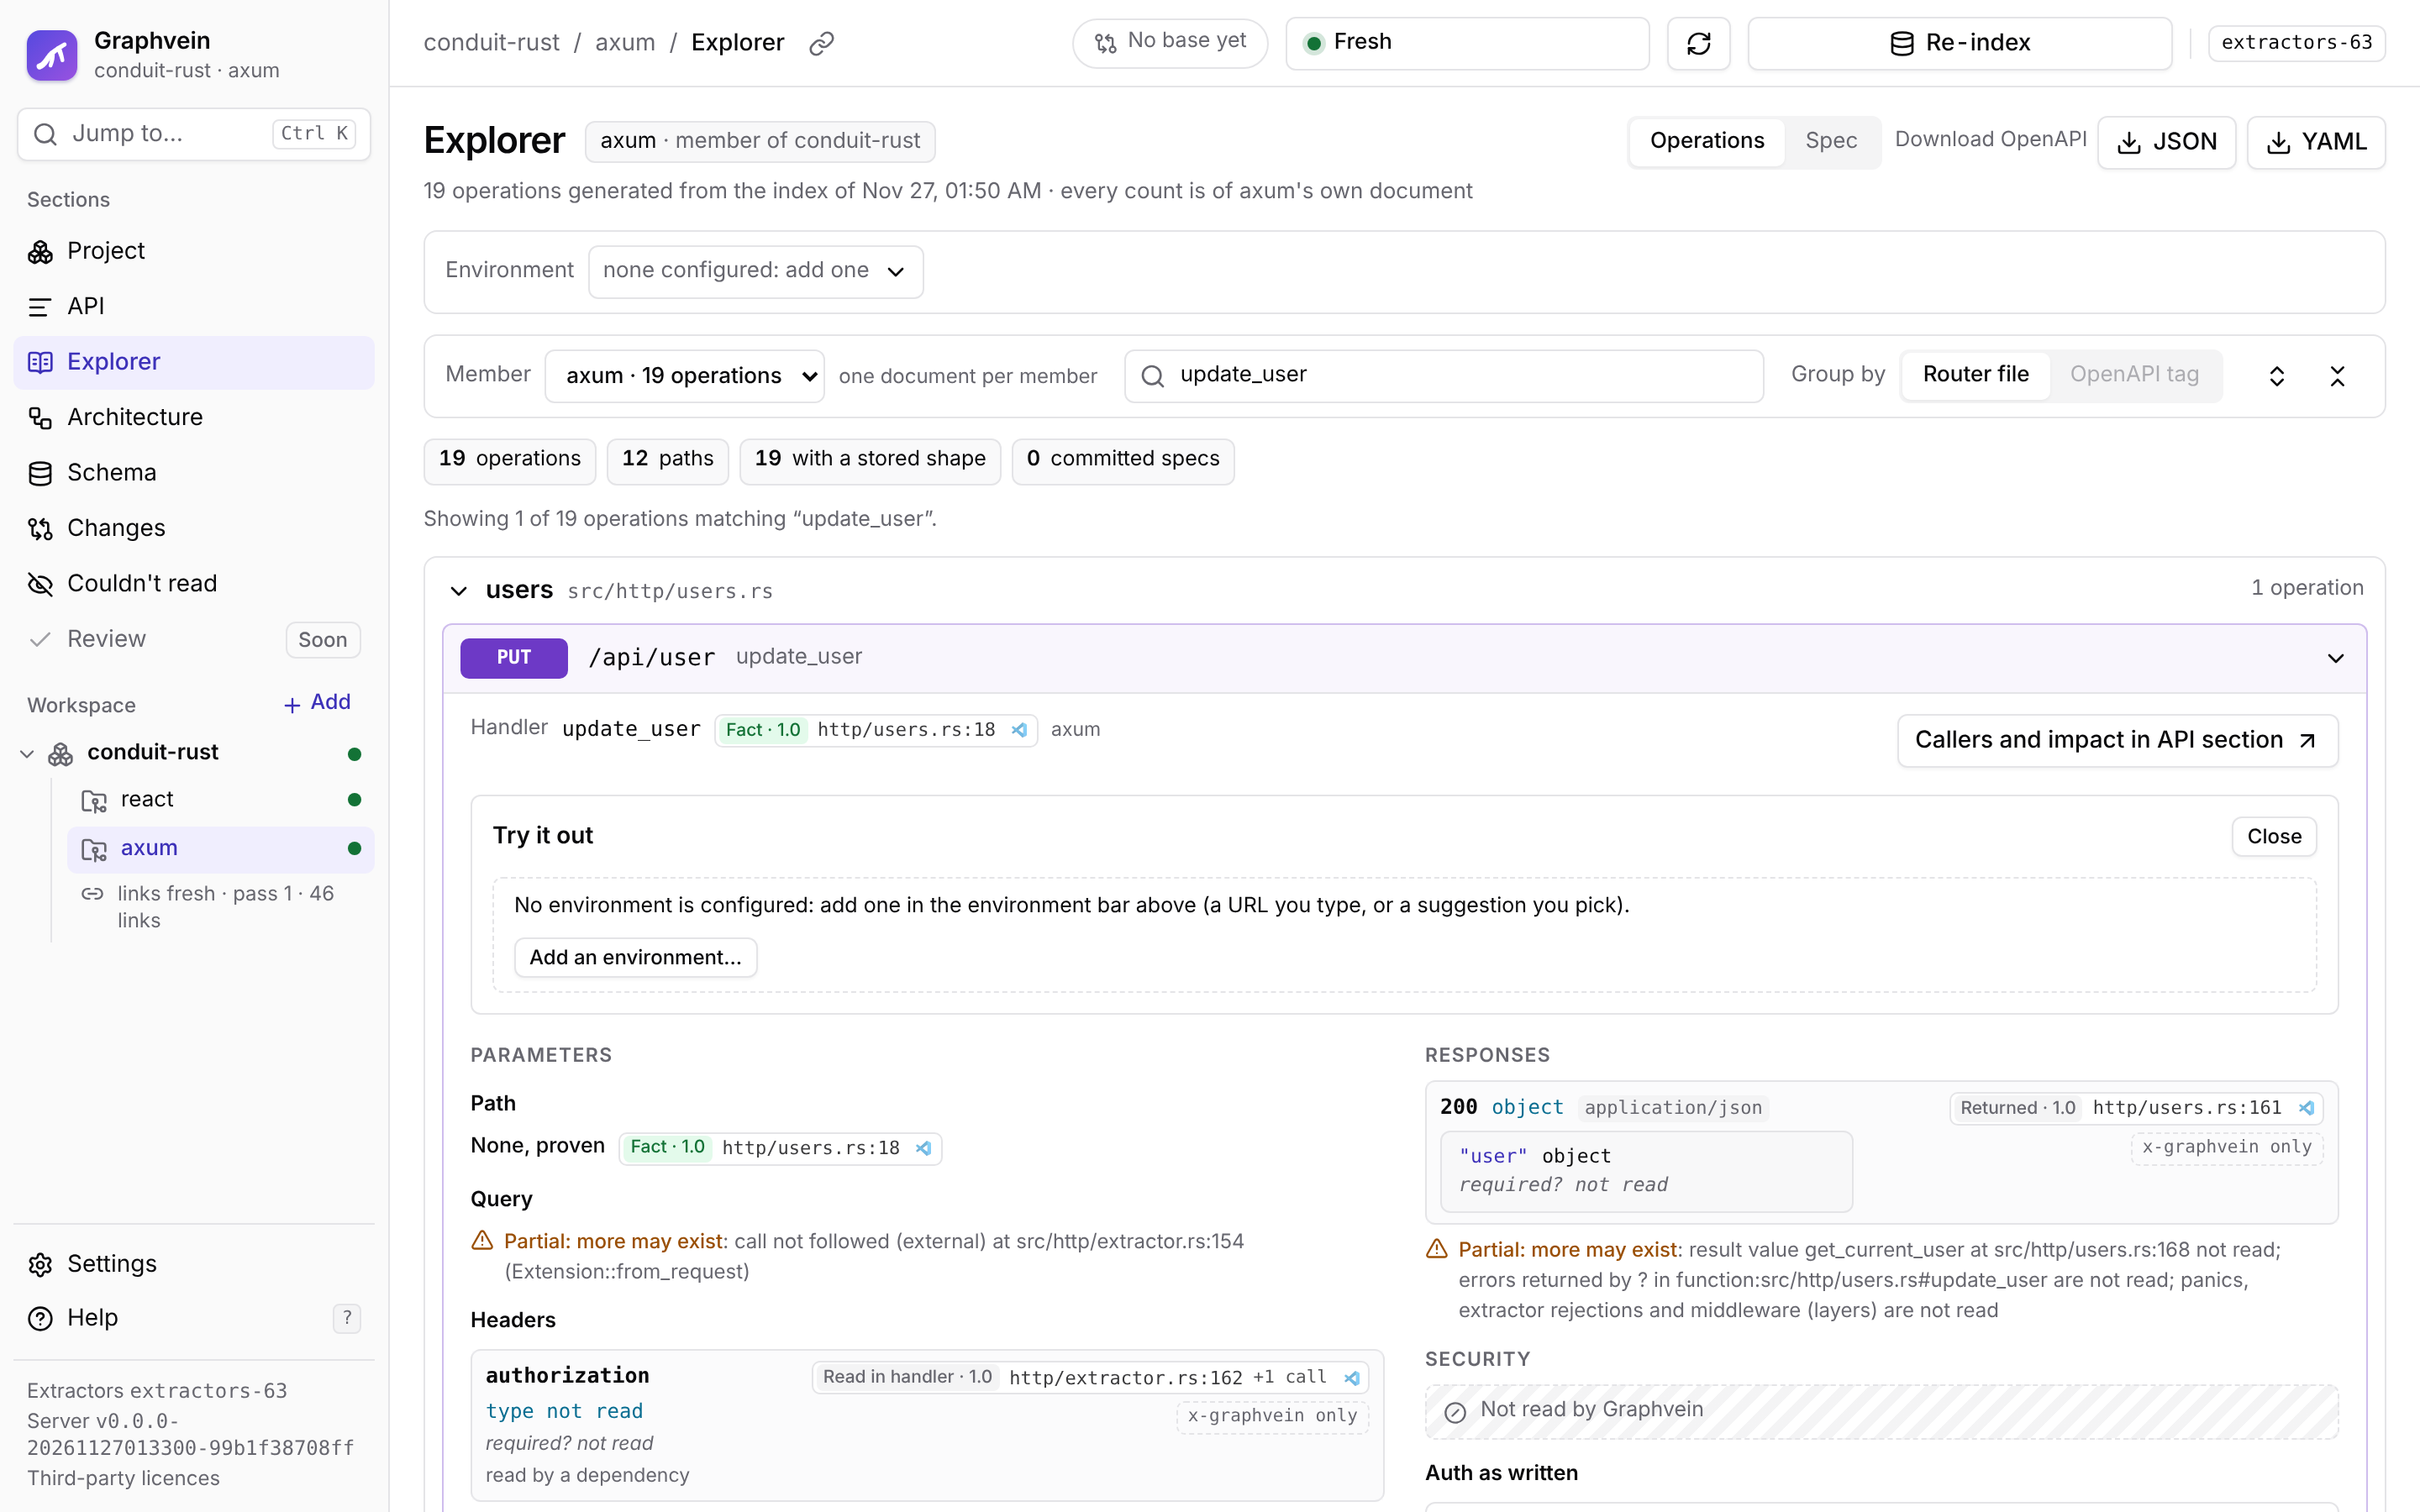 Graphvein
conduit-rust · axum
Jump to...
Ctrl K
Sections
Project
API
Explorer
Architecture
Schema
Changes
Couldn't read
Review
Soon
Workspace
+ Add
conduit-rust
react
axum
links fresh · pass 1 · 46
links
Settings
Help
?
Extractors extractors-63
Server v0.0.0-
20261127013300-99b1f38708ff
Third-party licences
conduit-rust / axum / Explorer
No base yet
Fresh
Re-index
extractors-63
Explorer
axum · member of conduit-rust
Operations
Spec
Download OpenAPI
JSON
YAML
19 operations generated from the index of Nov 27, 01:50 AM · every count is of axum's own document
Environment
none configured: add one
Member
axum · 19 operations
one document per member
update_user
Group by
Router file
OpenAPI tag
19 operations
12 paths
19 with a stored shape
0 committed specs
Showing 1 of 19 operations matching “update_user”.
users src/http/users.rs
1 operation
PUT /api/user update_user
Handler update_user Fact · 1.0 http/users.rs:18 axum
Callers and impact in API section
Try it out
Close
No environment is configured: add one in the environment bar above (a URL you type, or a suggestion you pick).
Add an environment...
PARAMETERS
Path
None, proven Fact · 1.0 http/users.rs:18
Query
Partial: more may exist: call not followed (external) at src/http/extractor.rs:154
(Extension::from_request)
Headers
authorization
Read in handler · 1.0 http/extractor.rs:162 +1 call
type not read
x-graphvein only
required? not read
read by a dependency
RESPONSES
200 object application/json
Returned · 1.0 http/users.rs:161
x-graphvein only
"user" object
required? not read
Partial: more may exist: result value get_current_user at src/http/users.rs:168 not read;
errors returned by ? in function:src/http/users.rs#update_user are not read; panics,
extractor rejections and middleware (layers) are not read
SECURITY
Not read by Graphvein
Auth as written